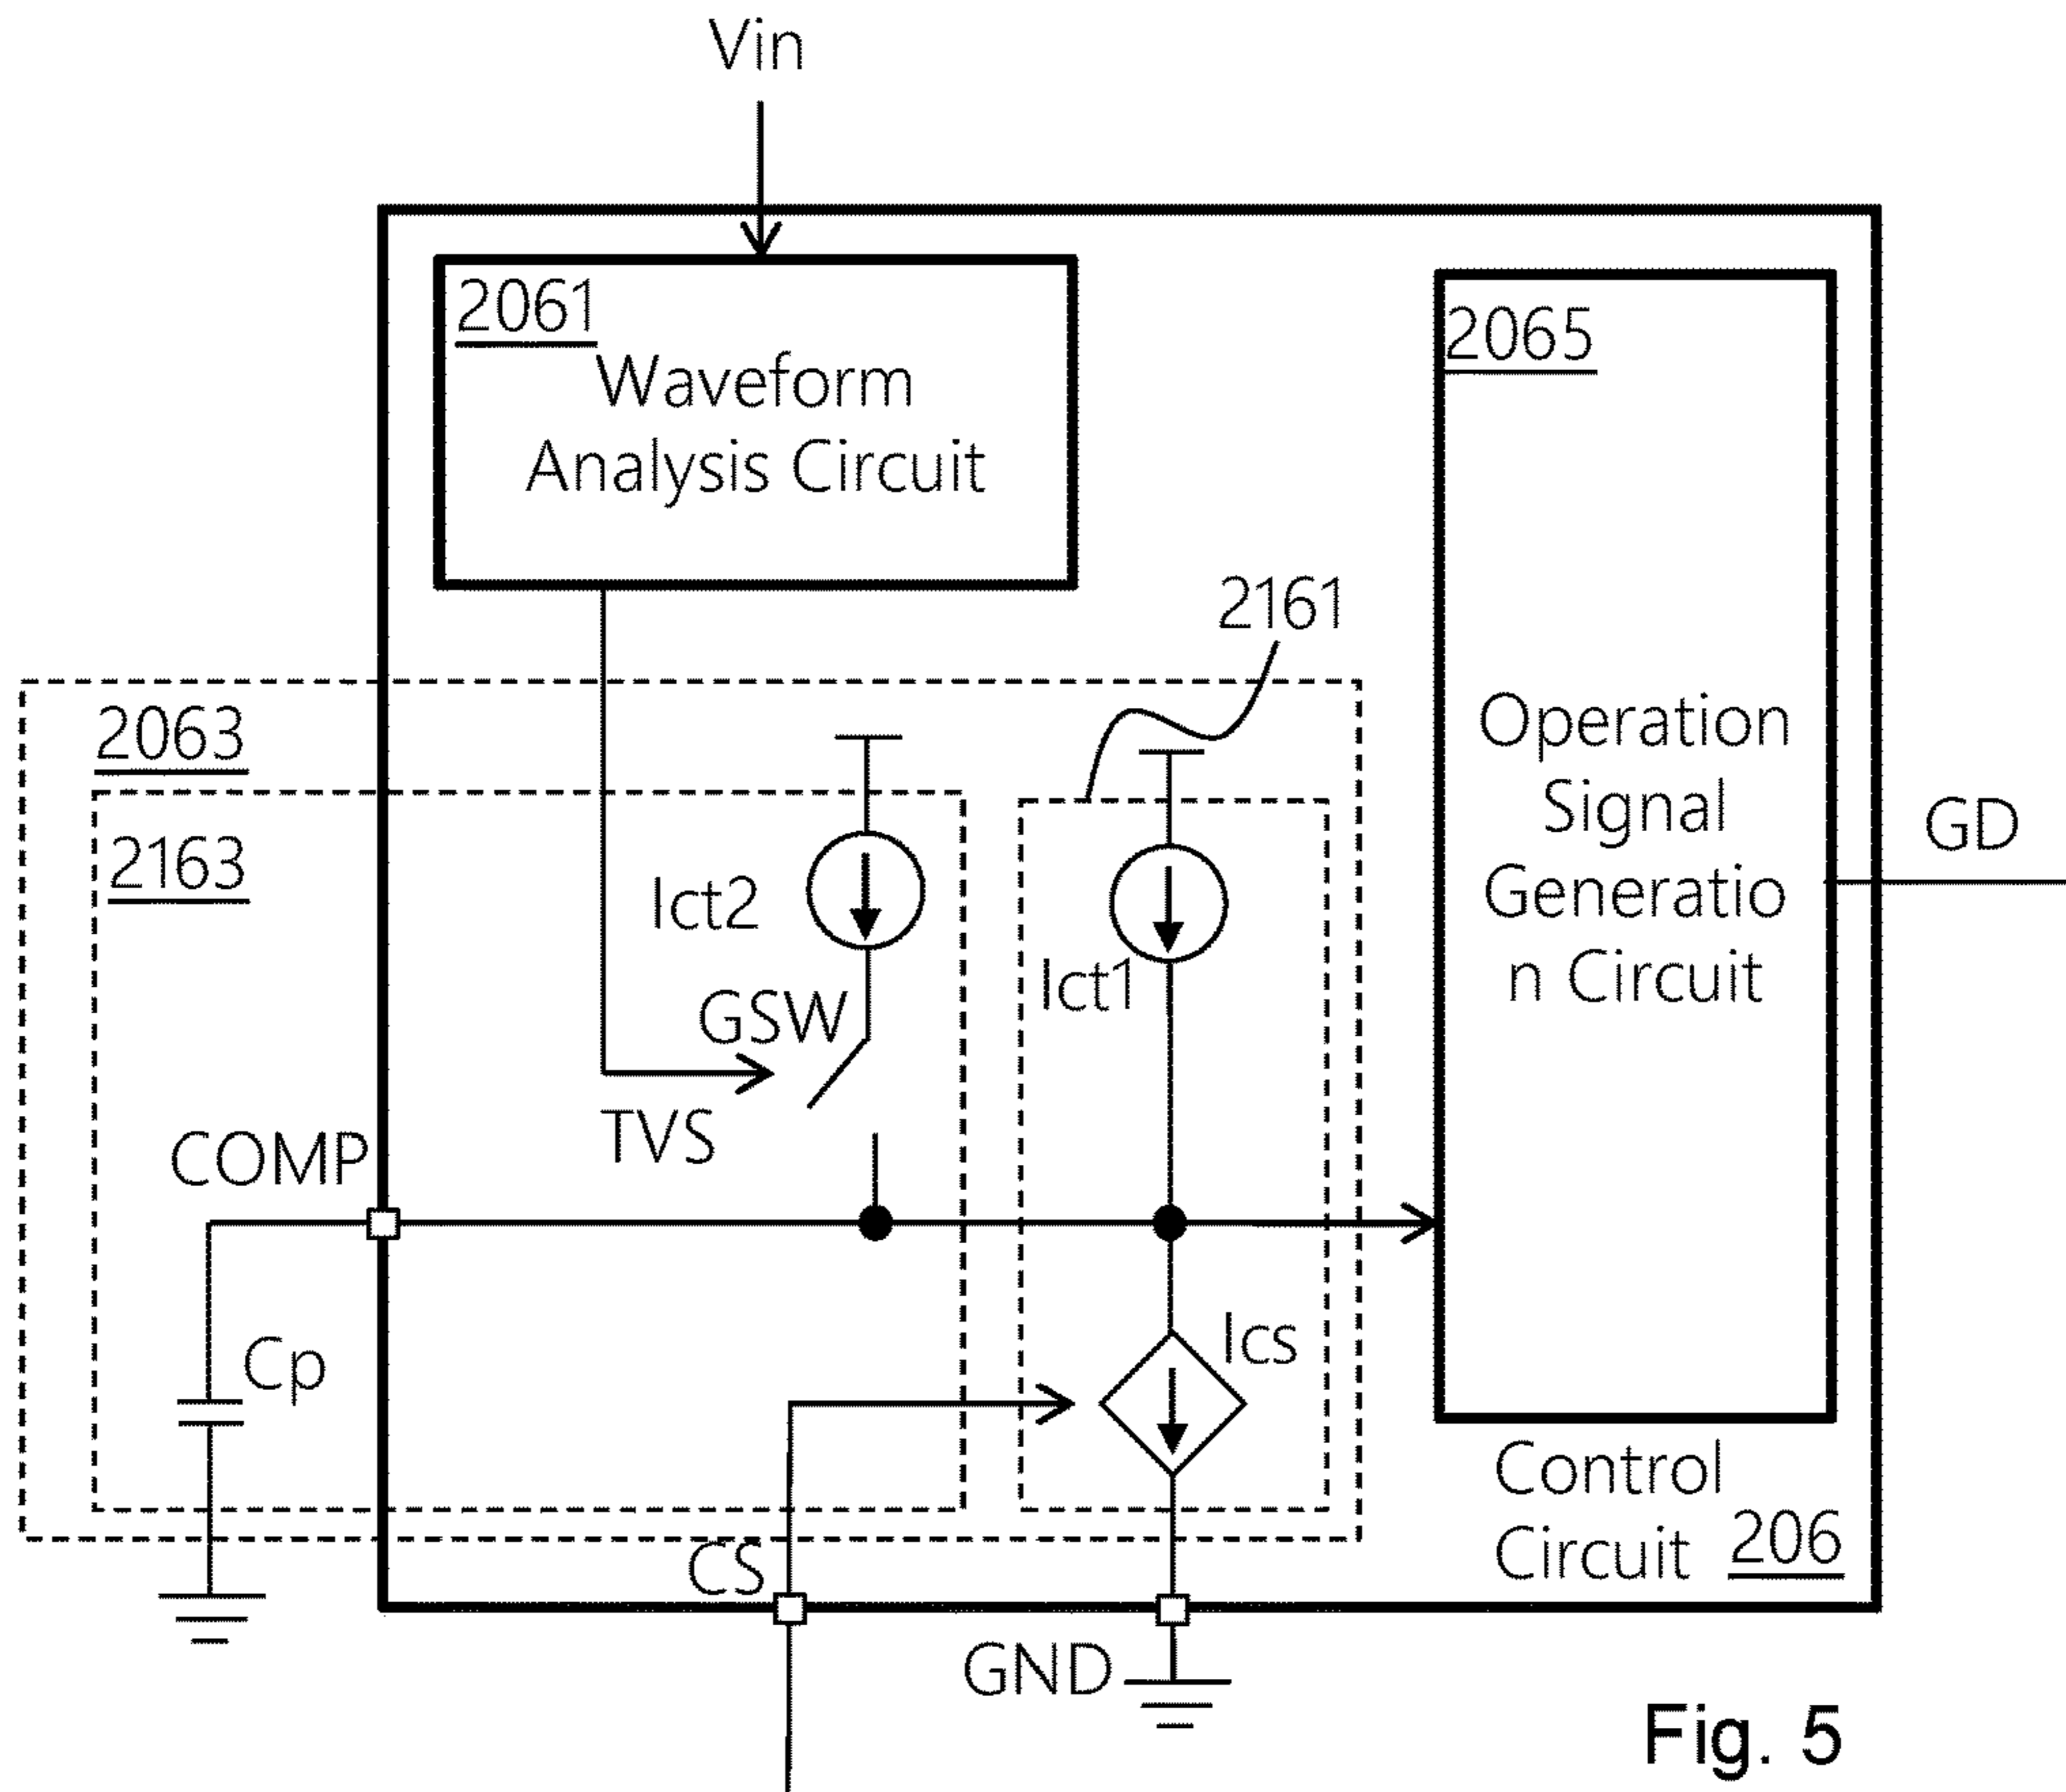 Vin
2061
Waveform
Analysis Circuit
2065
2161
2063
Operation
Signal
Generatio
n Circuit
GD
2163
Ict2
Ict1
GSW
TVS
COMP
Cp
Ics
Control
Circuit 206
CS
GND
Fig. 5